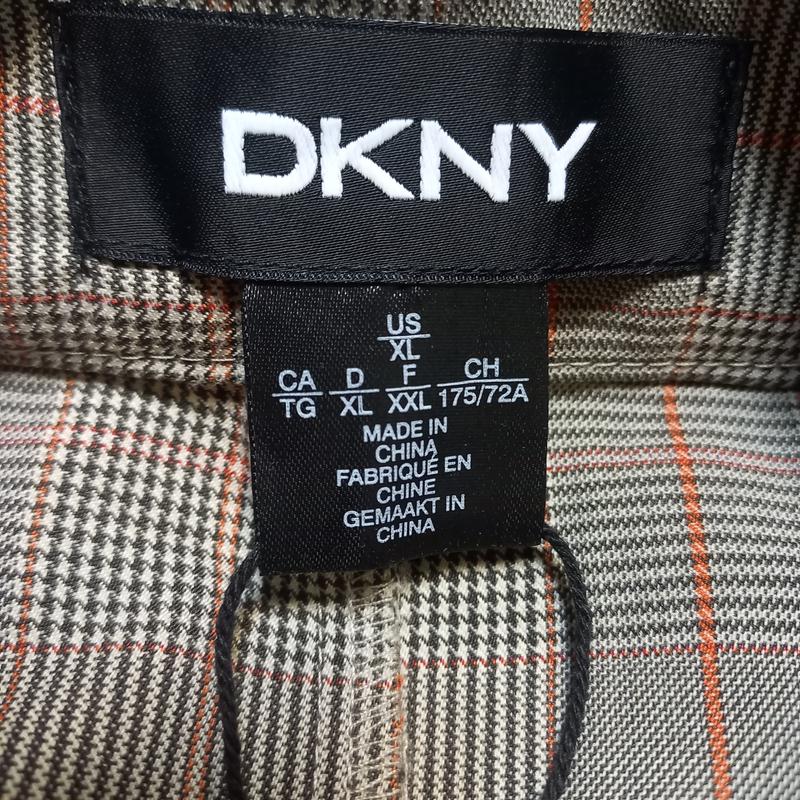 DKNY
US
XL
CA D F CH
TG XL XXL 175/72A
MADE IN
CHINA
FABRIQUÉ EN
CHINE
GEMAAKT IN
CHINA